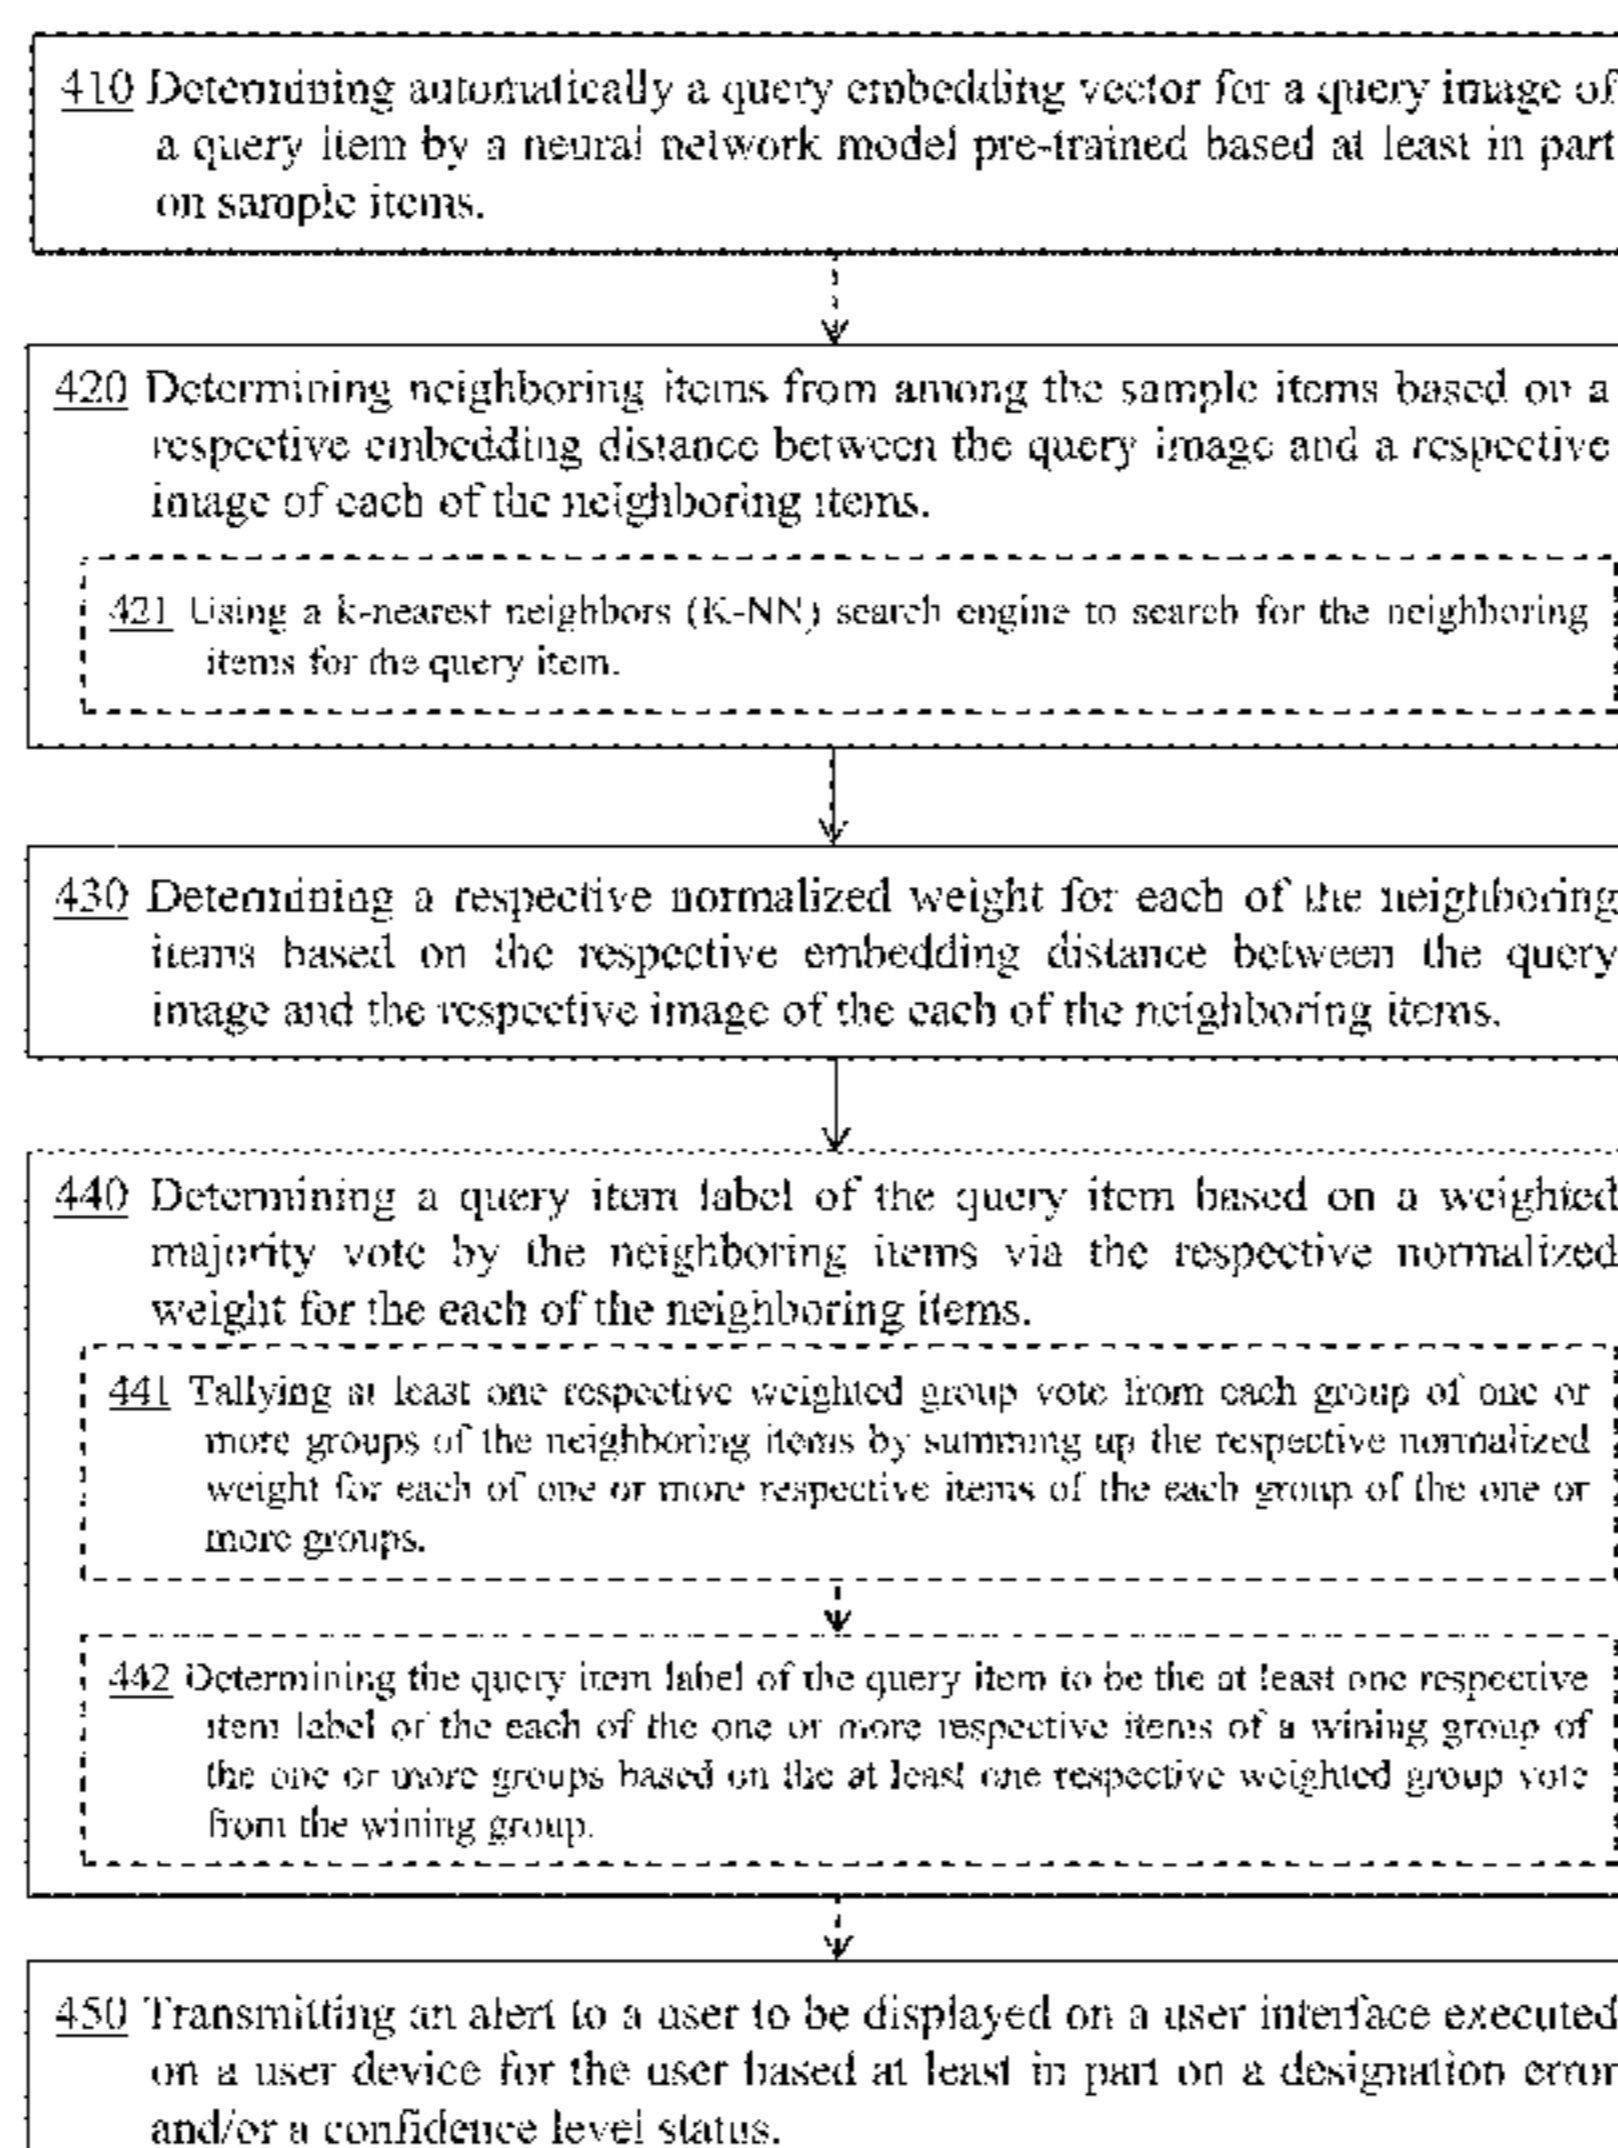 410 Determining automatically a query embedding vector for a query image of
a query item by a neural network model pre-trained based at least in part
on sample items.
420 Determining neighboring items from among the sample items based on a
respective embedding distance between the query image and a respective
image of each of the neighboring items.
421 Using a k-nearest neighbors (K-NN) search engine to search for the neighboring
items for the query item.
430 Determining a respective normalized weight for each of the neighboring
items based on the respective embedding distance between the query
image and the respective image of the each of the neighboring items.
440 Determining a query item label of the query item based on a weighted
majority vote by the neighboring items via the respective normalized
weight for the each of the neighboring items.
441 Tallying at least one respective weighted group vote from each group of one or
more groups of the neighboring items by summing up the respective normalized
weight for each of one or more respective items of the each group of the one or
more groups.
442 Determining the query item label of the query item to be the at least one respective
item label of the each of the one or more respective items of a wining group of
the one or more groups based on the at least one respective weighted group vote
from the wining group.
450 Transmitting an alert to a user to be displayed on a user interface executed
on a user device for the user based at least in part on a designation error
and/or a confidence level status.